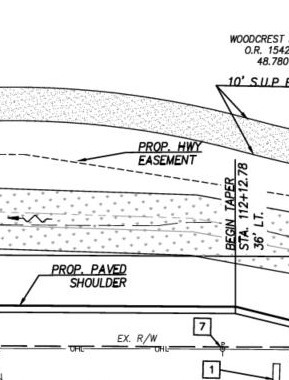 WOODCREST
O.R. 1542
48.780
10' S.U.P.
PROP. HWY
EASEMENT
BEGIN TAPER
STA. 112+12.78
36' LT.
PROP. PAVED
SHOULDER
EX. R/W
7
OHL
OHL
1